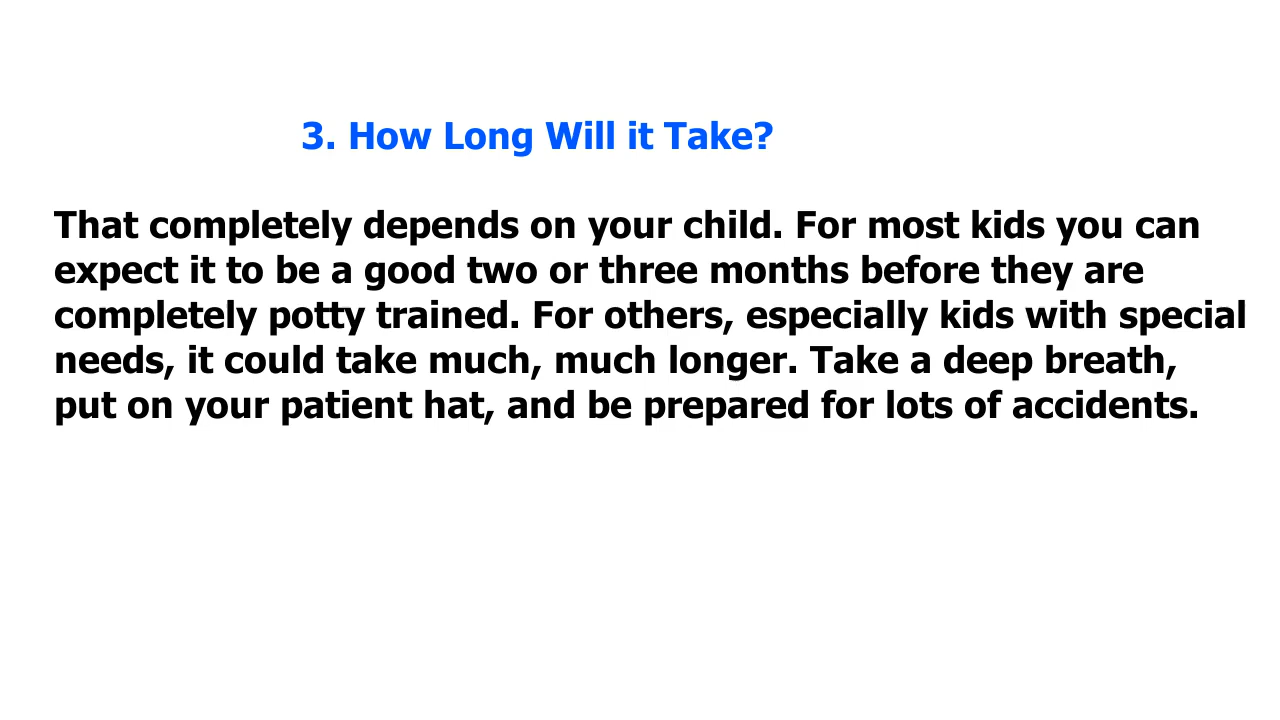 3. How Long Will it Take?
That completely depends on your child. For most kids you can
expect it to be a good two or three months before they are
completely potty trained. For others, especially kids with special
needs, it could take much, much longer. Take a deep breath,
put on your patient hat, and be prepared for lots of accidents.